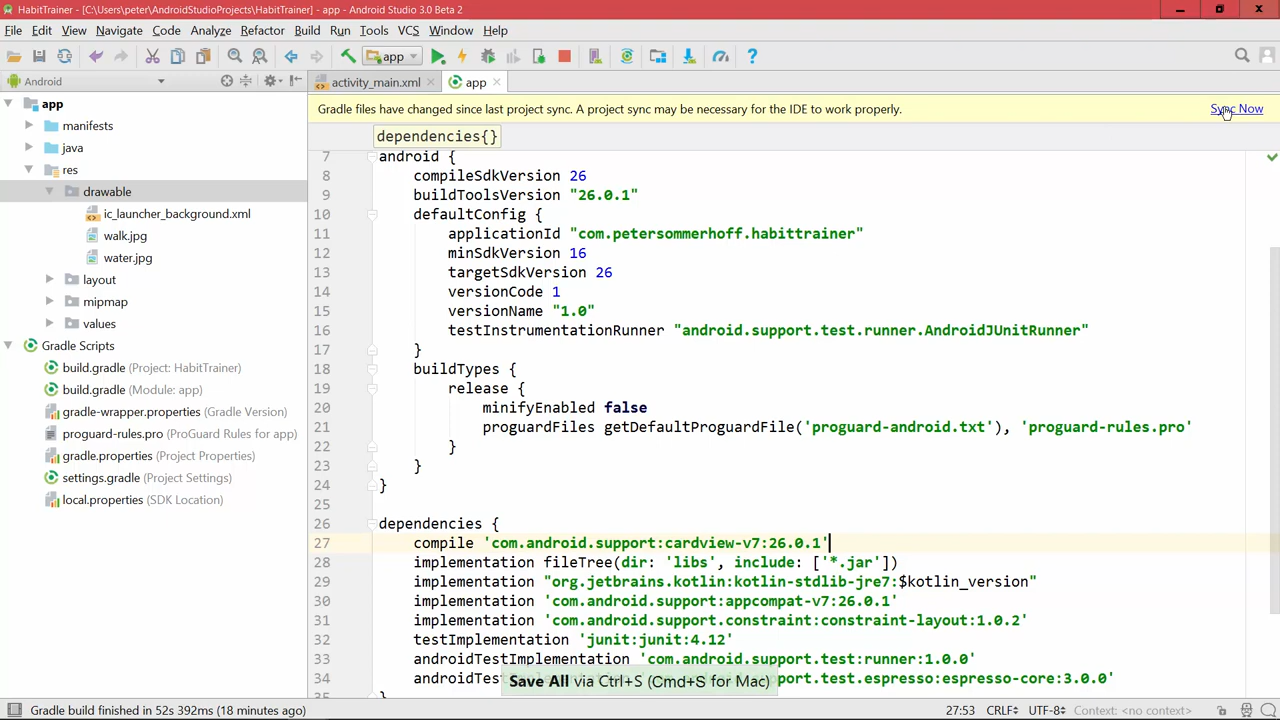 HabitTrainer - [C:\Users\peter\AndroidStudioProjects\HabitTrainer] - app - Android Studio 3.0 Beta 2
File Edit View Navigate Code Analyze Refactor Build Run Tools VCS Window Help
app
Android
activity_main.xml
app
app
manifests
java
res
drawable
ic_launcher_background.xml
walk.jpg
water.jpg
layout
mipmap
values
Gradle Scripts
build.gradle (Project: HabitTrainer)
build.gradle (Module: app)
gradle-wrapper.properties (Gradle Version)
proguard-rules.pro (ProGuard Rules for app)
gradle.properties (Project Properties)
settings.gradle (Project Settings)
local.properties (SDK Location)
Gradle files have changed since last project sync. A project sync may be necessary for the IDE to work properly. Sync Now
dependencies{}
7 android {
8 compileSdkVersion 26
9 buildToolsVersion "26.0.1"
10 defaultConfig {
11 applicationId "com.petersommerhoff.habittrainer"
12 minSdkVersion 16
13 targetSdkVersion 26
14 versionCode 1
15 versionName "1.0"
16 testInstrumentationRunner "android.support.test.runner.AndroidJUnitRunner"
17 }
18 buildTypes {
19 release {
20 minifyEnabled false
21 proguardFiles getDefaultProguardFile('proguard-android.txt'), 'proguard-rules.pro'
22 }
23 }
24 }
25
26 dependencies {
27 compile 'com.android.support:cardview-v7:26.0.1'
28 implementation fileTree(dir: 'libs', include: ['*.jar'])
29 implementation "org.jetbrains.kotlin:kotlin-stdlib-jre7:$kotlin_version"
30 implementation 'com.android.support:appcompat-v7:26.0.1'
31 implementation 'com.android.support.constraint:constraint-layout:1.0.2'
32 testImplementation 'junit:junit:4.12'
33 androidTestImplementation 'com.android.support.test:runner:1.0.0'
34 .test.espresso:espresso-core:3.0.0'
35 }
Save All via Ctrl+S (Cmd+S for Mac)
Gradle build finished in 52s 392ms (18 minutes ago)
27:53 CRLF UTF-8 Context: <no context>